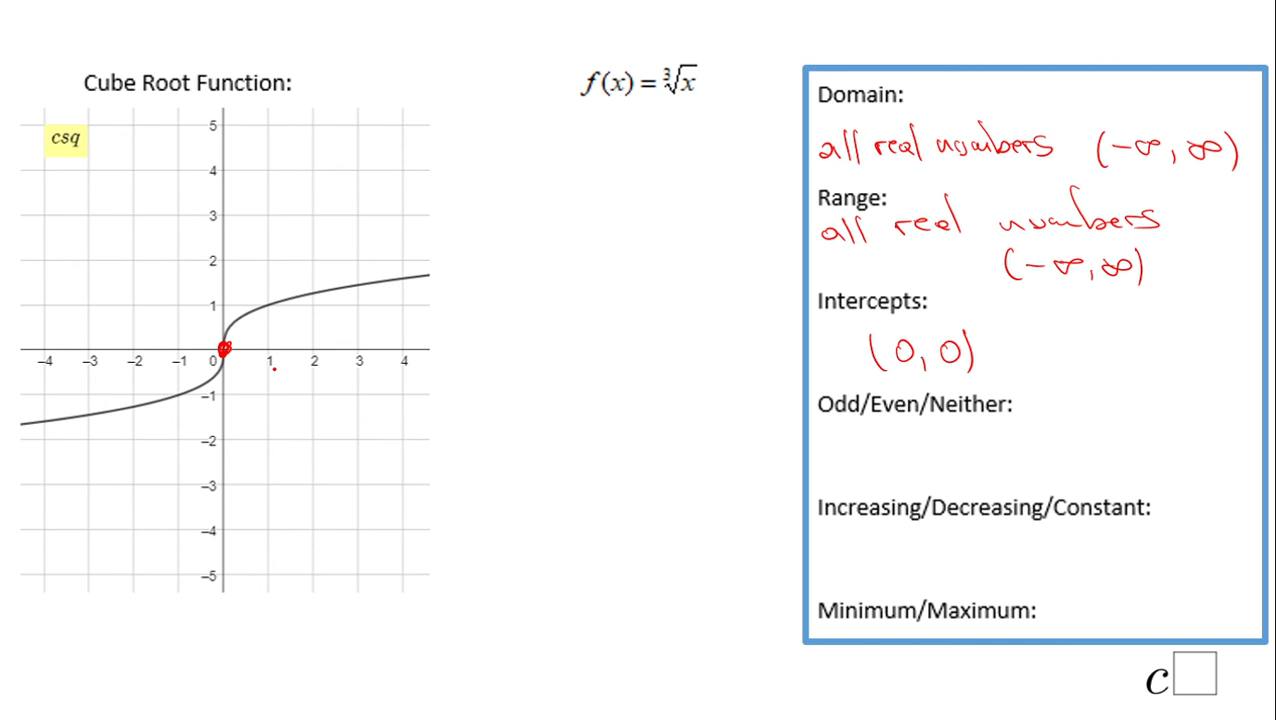 Cube Root Function:
f(x) = ∛x
csq
5
4
3
2
1
–4 –3 –2 –1 0 1 2 3 4
–1
–2
–3
–4
–5
Domain:
all real numbers (-∞, ∞)
Range:
all real numbers
(-∞, ∞)
Intercepts:
(0, 0)
Odd/Even/Neither:
Increasing/Decreasing/Constant:
Minimum/Maximum:
c